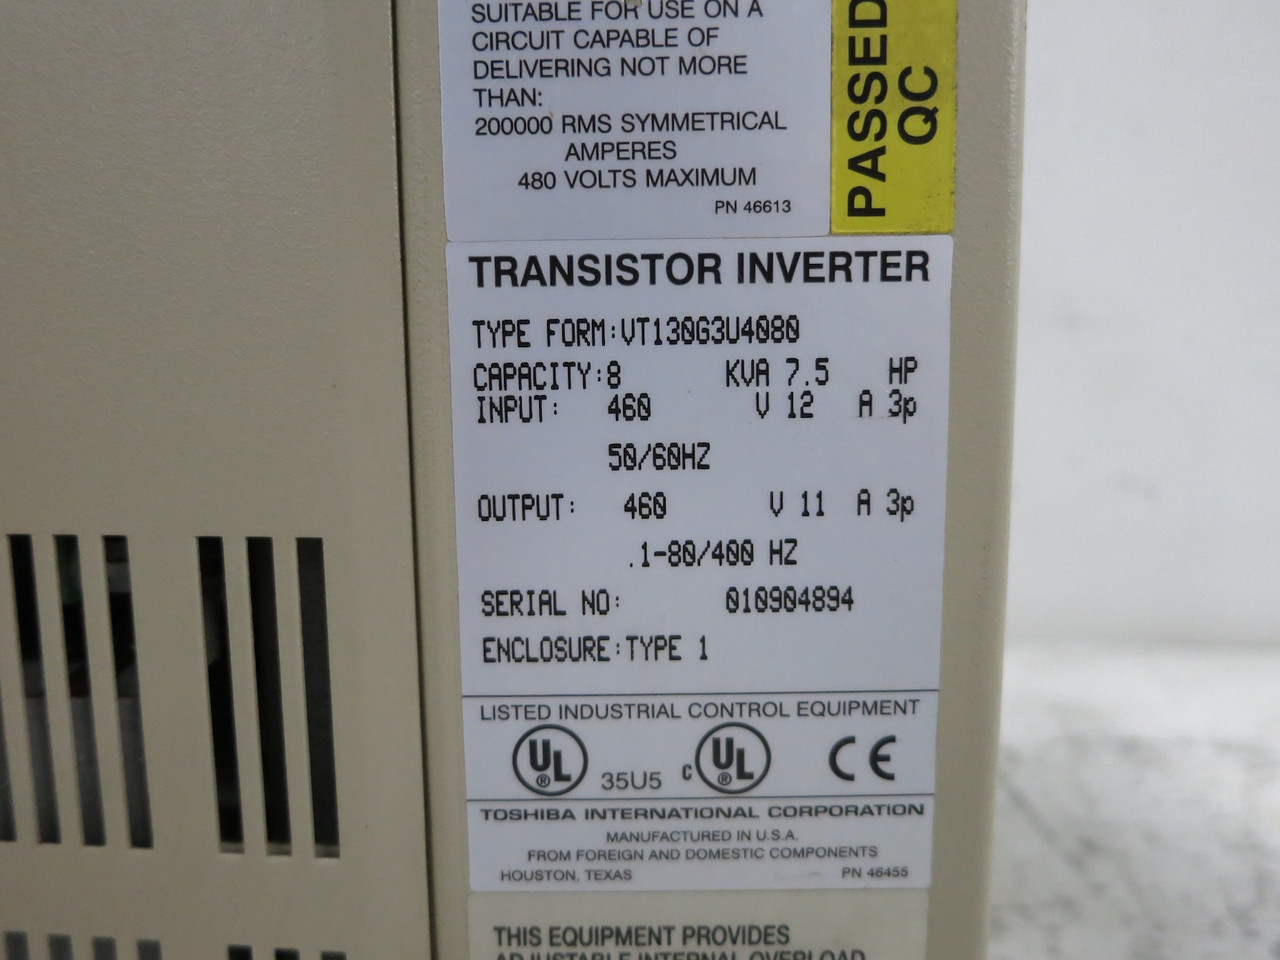 SUITABLE FOR USE ON A
CIRCUIT CAPABLE OF
DELIVERING NOT MORE
THAN:
200000 RMS SYMMETRICAL
AMPERES
480 VOLTS MAXIMUM
PN 46613
PASSED
QC
TRANSISTOR INVERTER
TYPE FORM:VT130G3U4080
CAPACITY:8 KVA 7.5 HP
INPUT: 460 V 12 A 3p
50/60HZ
OUTPUT: 460 V 11 A 3p
.1-80/400 HZ
SERIAL NO: 010904894
ENCLOSURE:TYPE 1
LISTED INDUSTRIAL CONTROL EQUIPMENT
UL ® 35U5 c UL ® CE
TOSHIBA INTERNATIONAL CORPORATION
MANUFACTURED IN U.S.A.
FROM FOREIGN AND DOMESTIC COMPONENTS
HOUSTON, TEXAS PN 46455
THIS EQUIPMENT PROVIDES
ADJUSTABLE INTERNAL OVERLOAD